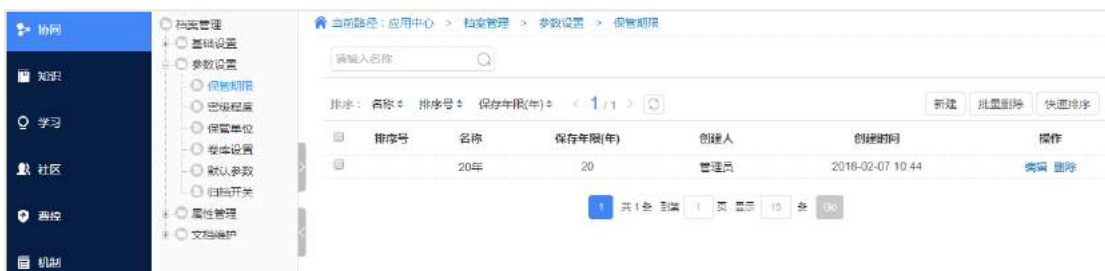 协同
知识
学习
社区
遥控
机制
档案管理
基础设置
参数设置
保管期限
密级程度
保管单位
卷库设置
默认参数
归档开关
属性管理
文档维护
当前路径：应用中心 > 档案管理 > 参数设置 > 保管期限
请输入名称
排序： 名称 排序号 保存年限(年) < 1 / 1 > 新建 批量删除 快速排序
排序号 名称 保存年限(年) 创建人 创建时间 操作
20年 20 管理员 2018-02-07 10:44 编辑 删除
1 共1条 到第 1 页 显示 15 条 Go